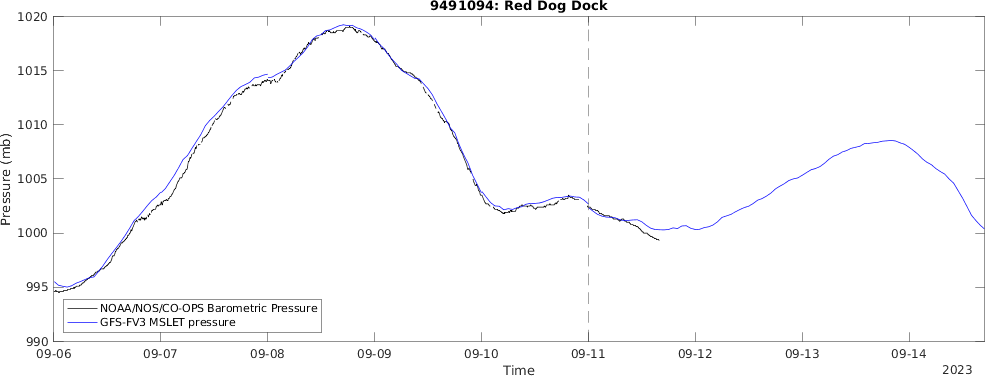 9491094: Red Dog Dock
1020
1015
1010
1005
1000
995
990
Pressure (mb)
NOAA/NOS/CO-OPS Barometric Pressure
GFS-FV3 MSLET pressure
09-06 09-07 09-08 09-09 09-10 09-11 09-12 09-13 09-14
Time
2023